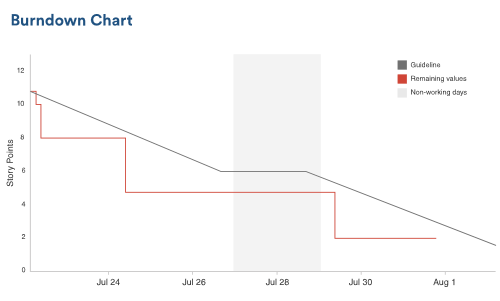 Burndown Chart
Guideline
Remaining values
Non-working days
Story Points
12
10
8
6
4
2
0
Jul 24
Jul 26
Jul 28
Jul 30
Aug 1